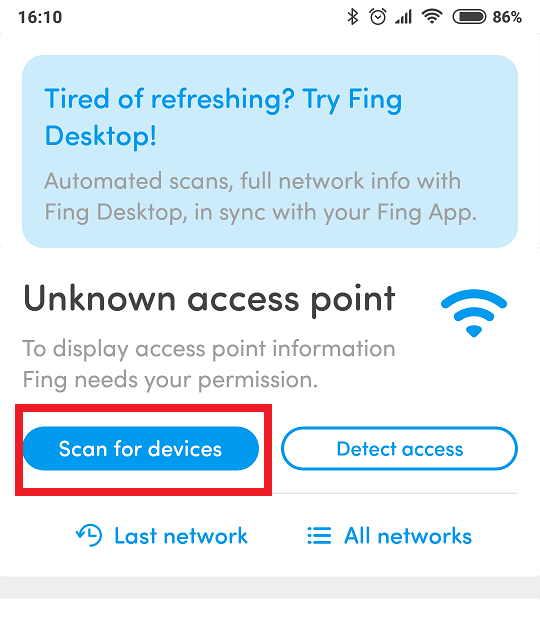 16:10
86%
Tired of refreshing? Try Fing
Desktop!
Automated scans, full network info with
Fing Desktop, in sync with your Fing App.
Unknown access point
To display access point information
Fing needs your permission.
Scan for devices
Detect access
Last network
All networks